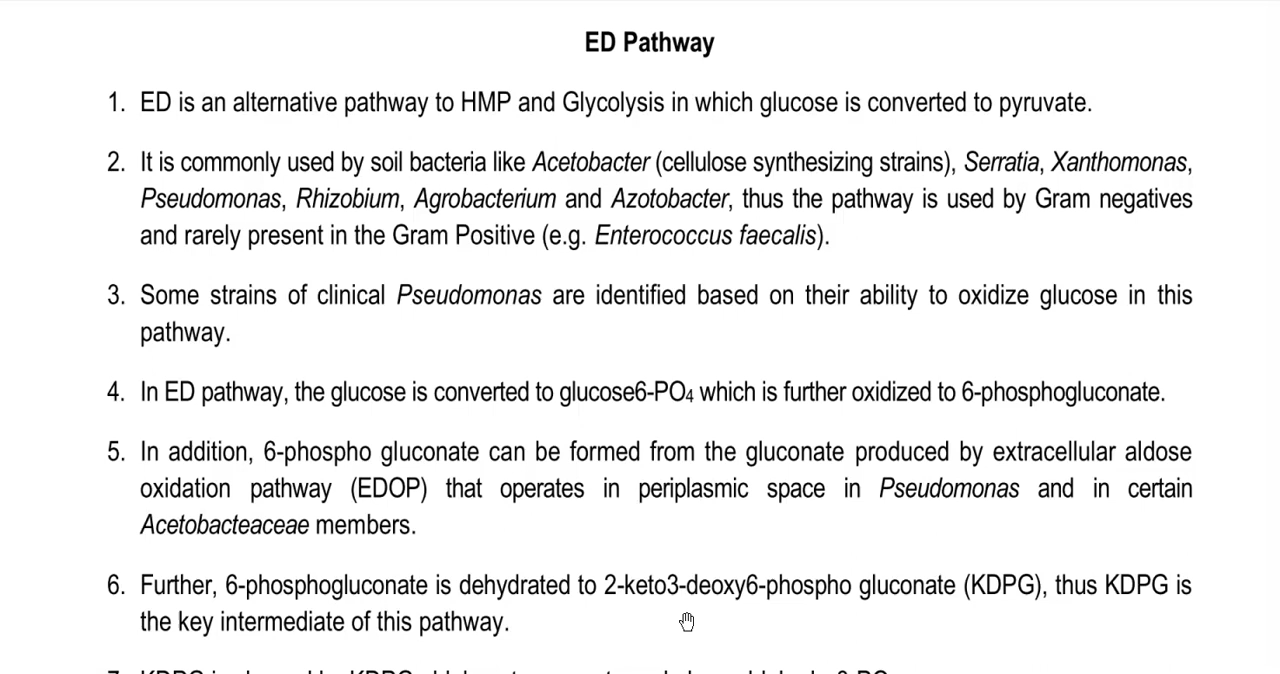 ED Pathway
1. ED is an alternative pathway to HMP and Glycolysis in which glucose is converted to pyruvate.
2. It is commonly used by soil bacteria like Acetobacter (cellulose synthesizing strains), Serratia, Xanthomonas,
Pseudomonas, Rhizobium, Agrobacterium and Azotobacter, thus the pathway is used by Gram negatives
and rarely present in the Gram Positive (e.g. Enterococcus faecalis).
3. Some strains of clinical Pseudomonas are identified based on their ability to oxidize glucose in this
pathway.
4. In ED pathway, the glucose is converted to glucose6-PO4 which is further oxidized to 6-phosphogluconate.
5. In addition, 6-phospho gluconate can be formed from the gluconate produced by extracellular aldose
oxidation pathway (EDOP) that operates in periplasmic space in Pseudomonas and in certain
Acetobacteaceae members.
6. Further, 6-phosphogluconate is dehydrated to 2-keto3-deoxy6-phospho gluconate (KDPG), thus KDPG is
the key intermediate of this pathway.